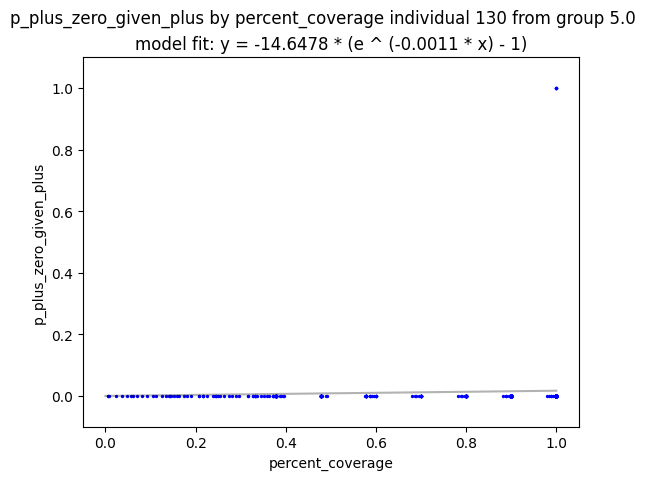 p_plus_zero_given_plus by percent_coverage individual 130 from group 5.0
model fit: y = -14.6478 * (e ^ (-0.0011 * x) - 1)
1.0
0.8
0.6
0.4
0.2
0.0
p_plus_zero_given_plus
0.0 0.2 0.4 0.6 0.8 1.0
percent_coverage